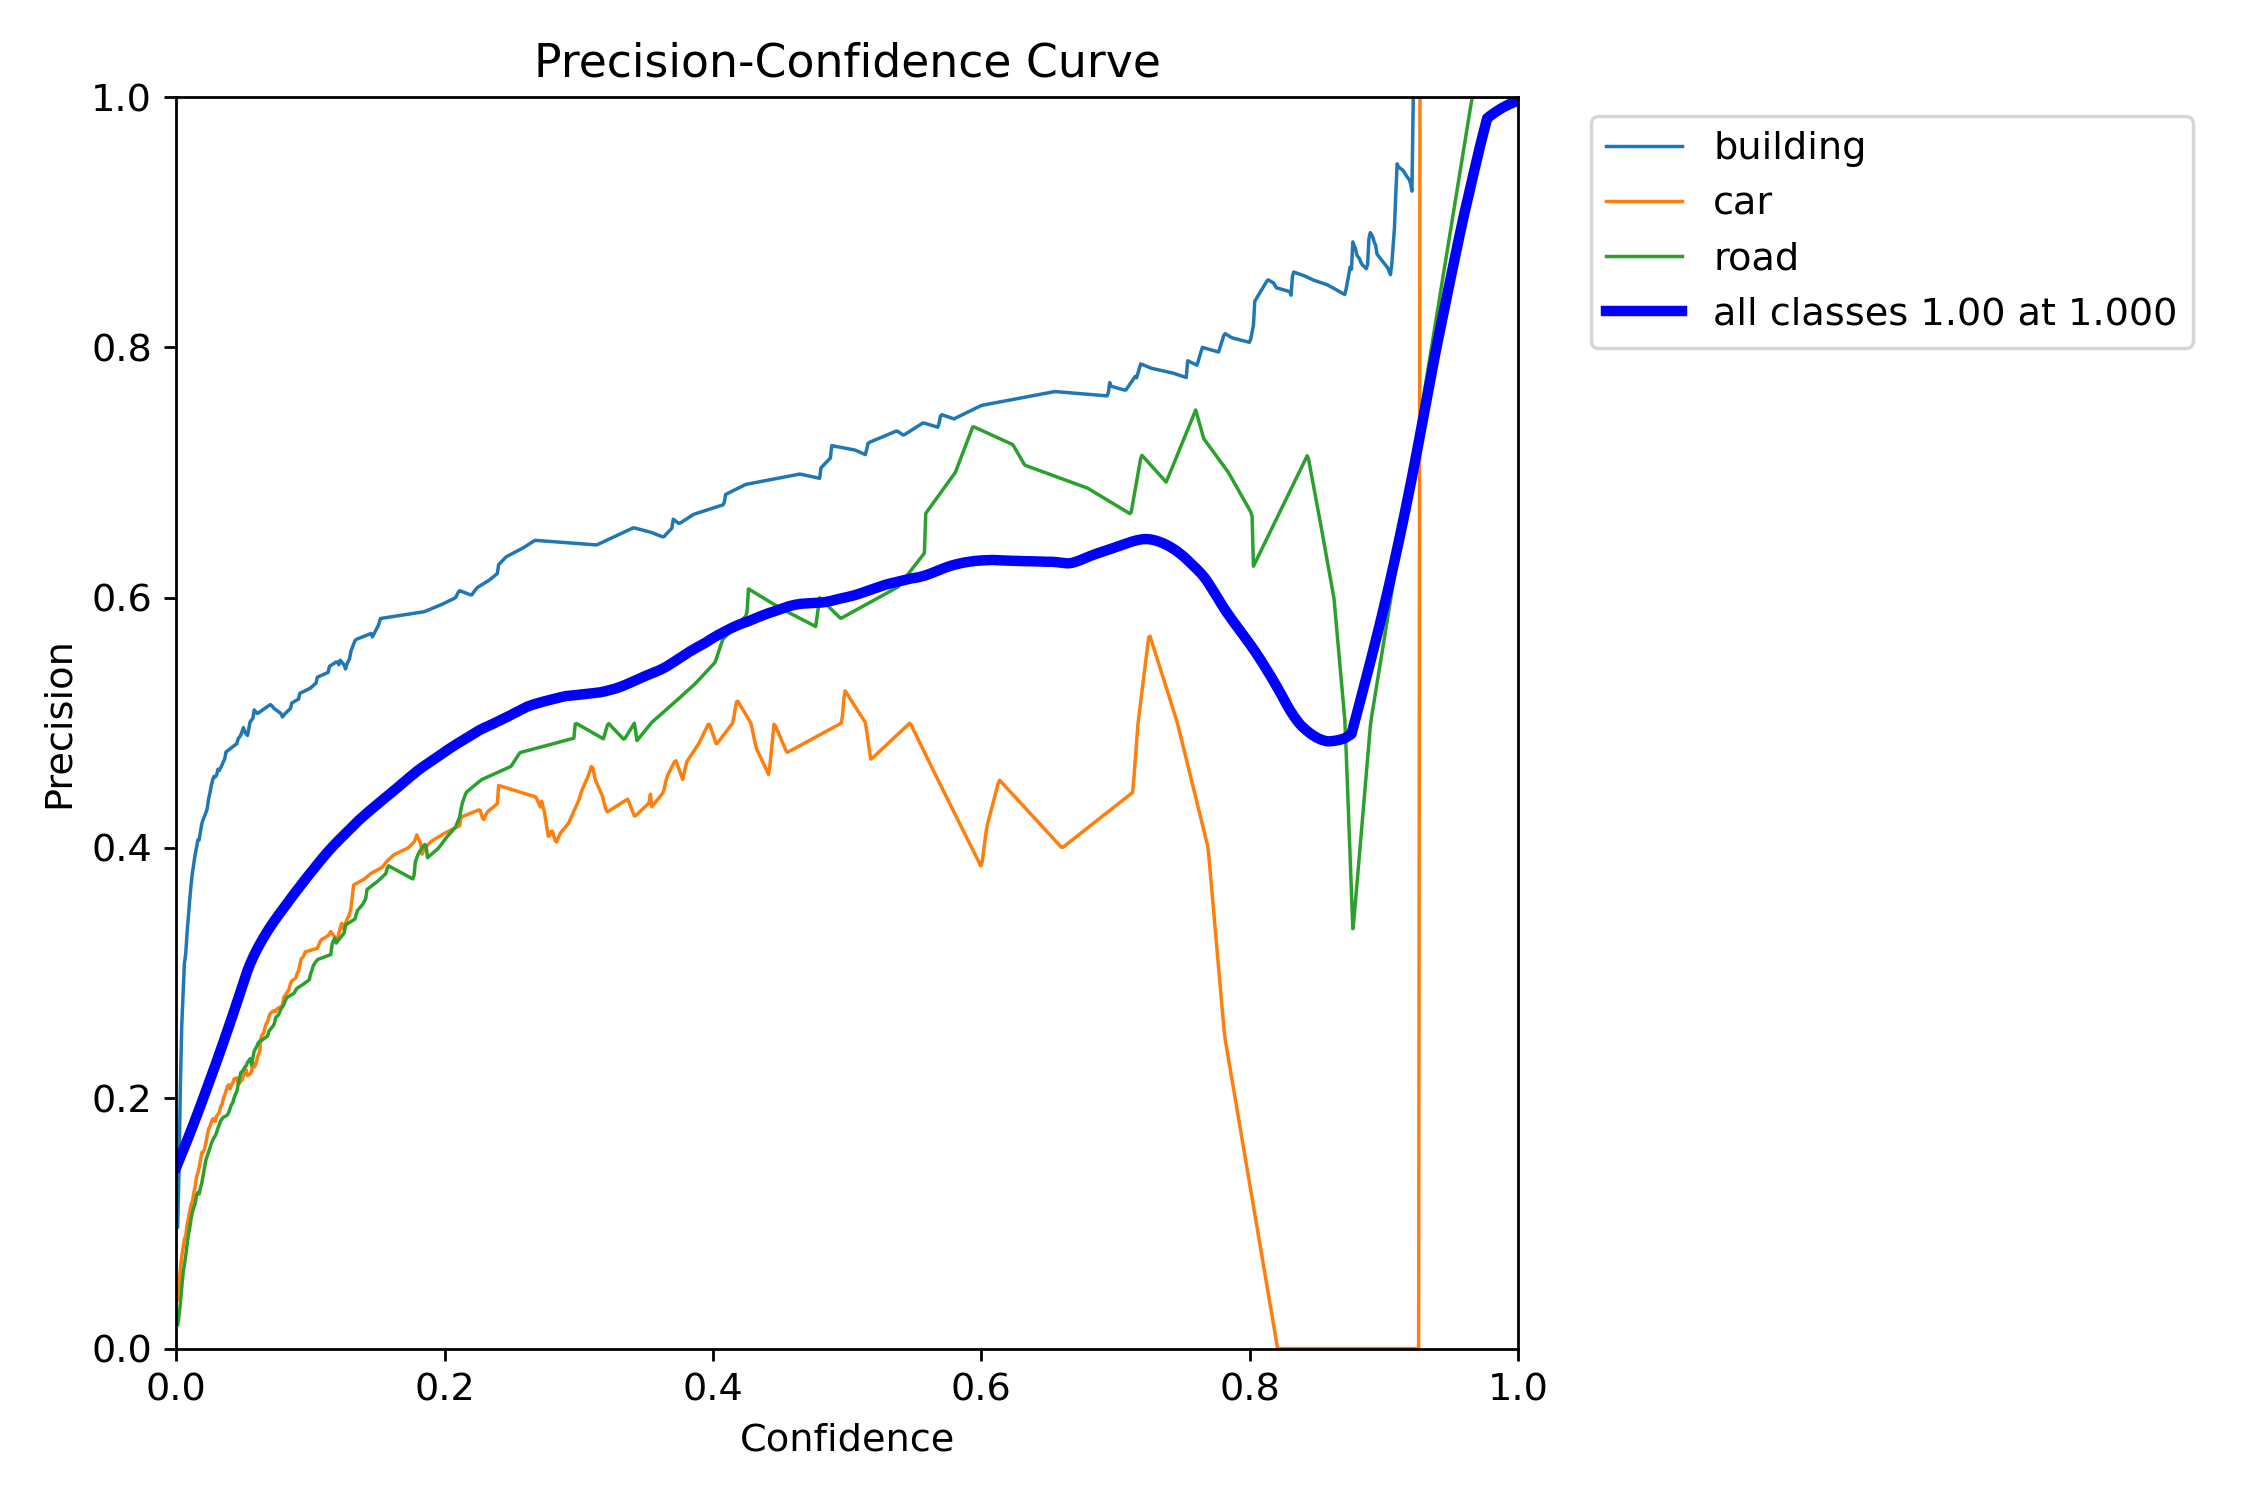 Precision-Confidence Curve
1.0
0.8
0.6
0.4
0.2
0.0
Precision
0.0 0.2 0.4 0.6 0.8 1.0
Confidence
building
car
road
all classes 1.00 at 1.000